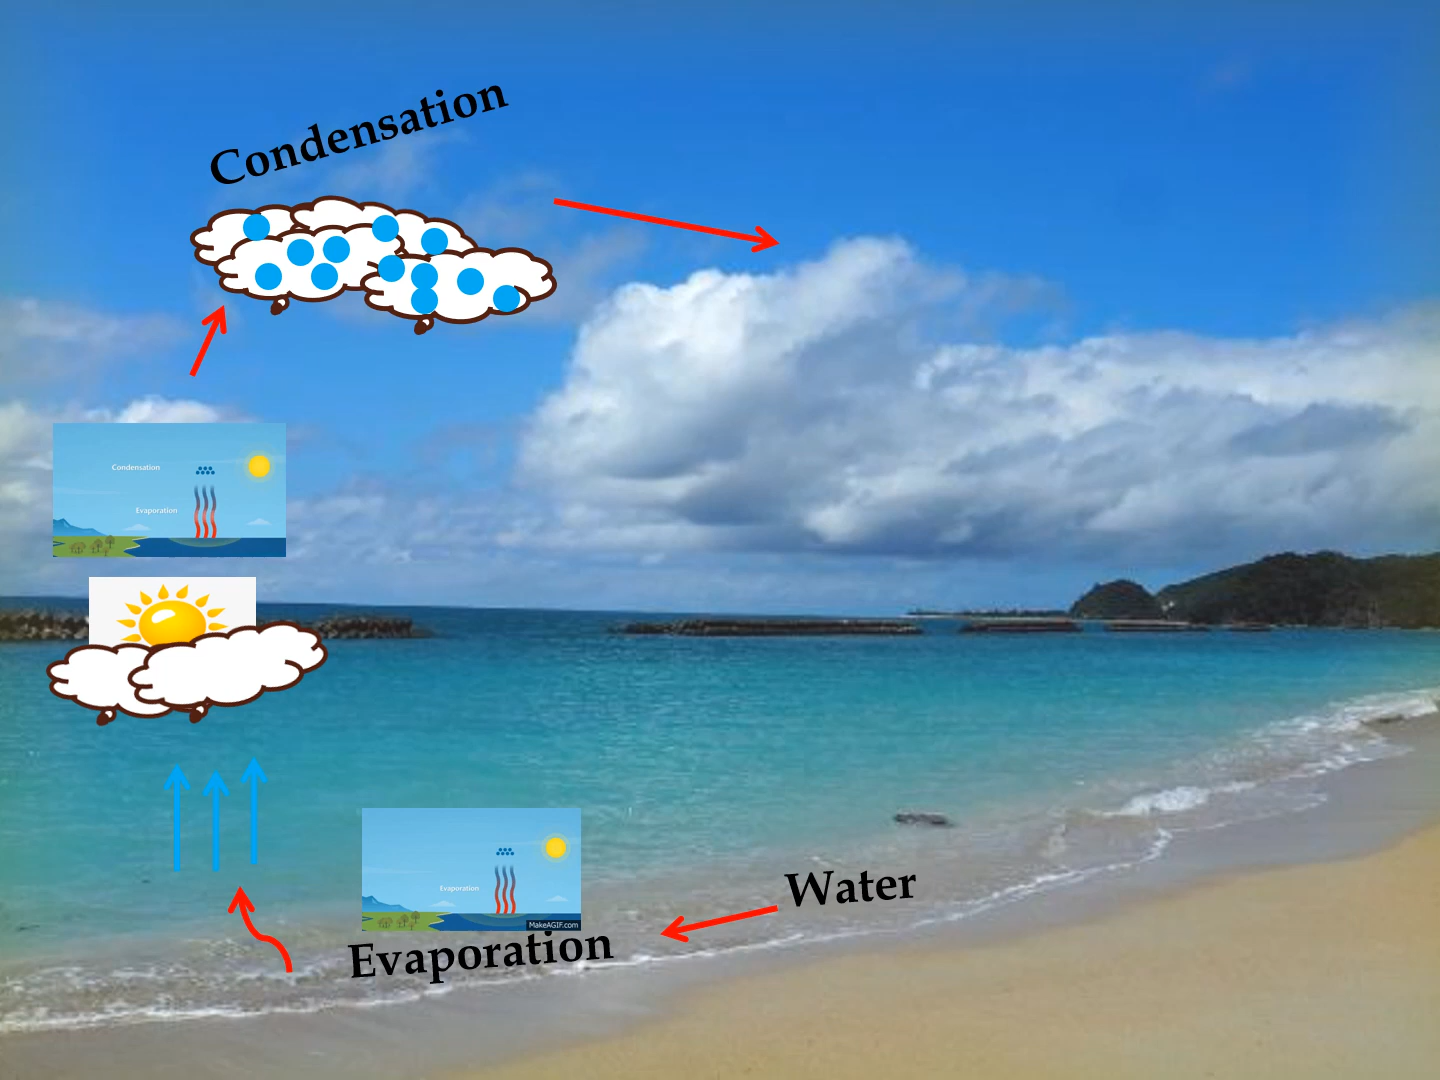 Condensation
Condensation
Evaporation
Evaporation
MakeAGIF.com
Water
Evaporation